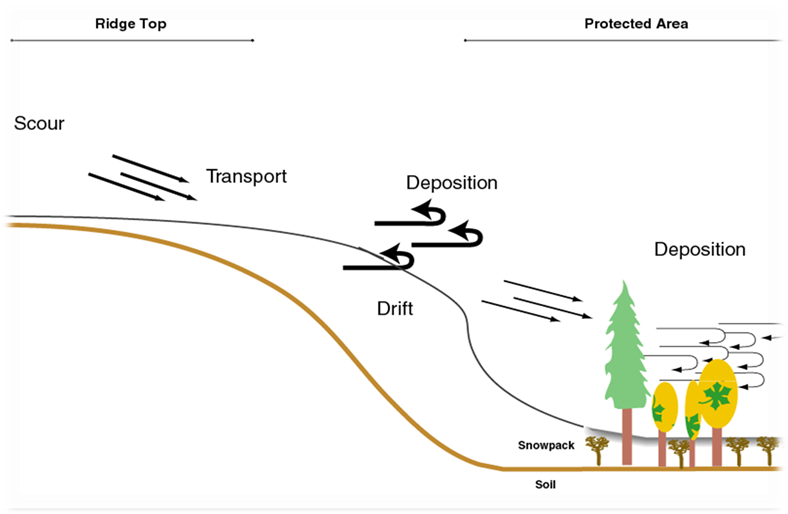 Ridge Top
Protected Area
Scour
Transport
Deposition
Deposition
Drift
Snowpack
Soil